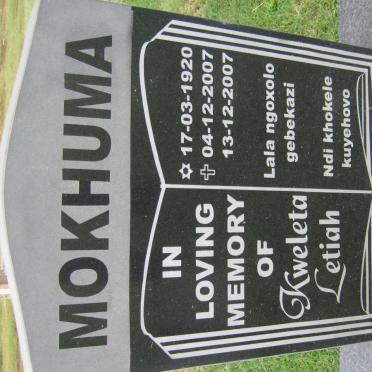 MOKHUMA
IN
LOVING
MEMORY
OF
Kweleta
Letiah
✡ 17-03-1920
✝ 04-12-2007
13-12-2007
Lala ngoxolo
gebekazi
Ndi khokele
kuyehovo